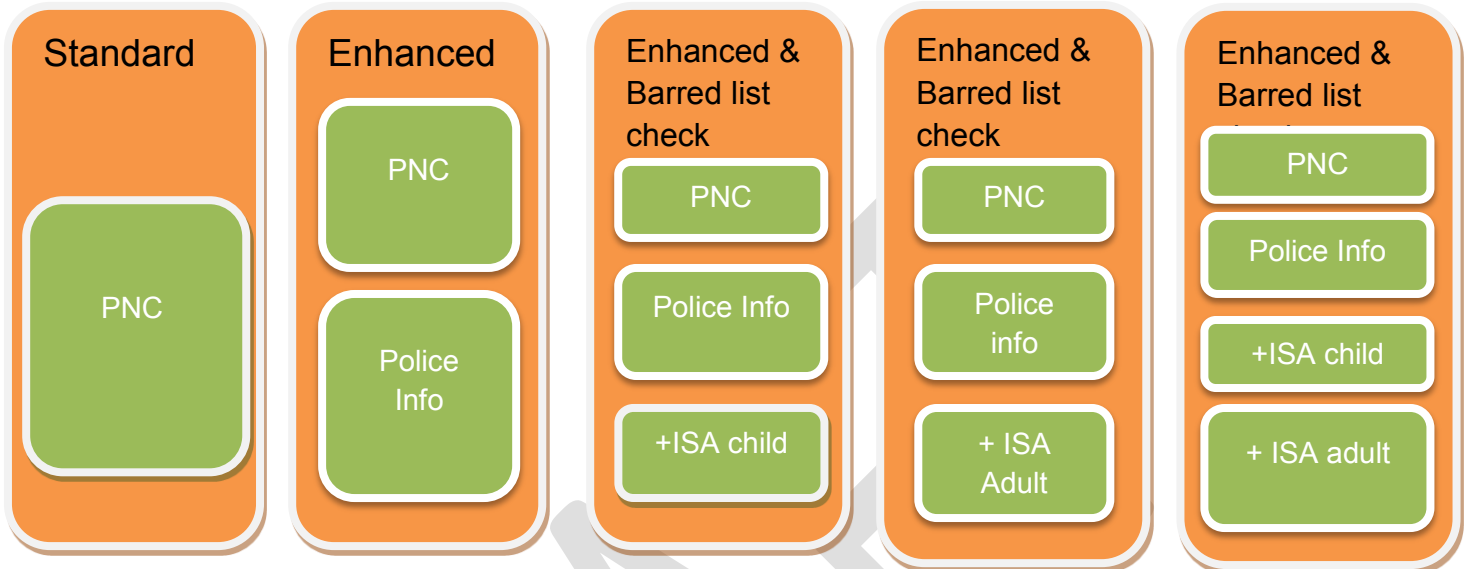 Standard
PNC
Enhanced
PNC
Police
Info
Enhanced &
Barred list
check
PNC
Police Info
+ISA child
Enhanced &
Barred list
check
PNC
Police
info
+ ISA
Adult
Enhanced &
Barred list
PNC
Police Info
+ISA child
+ ISA adult